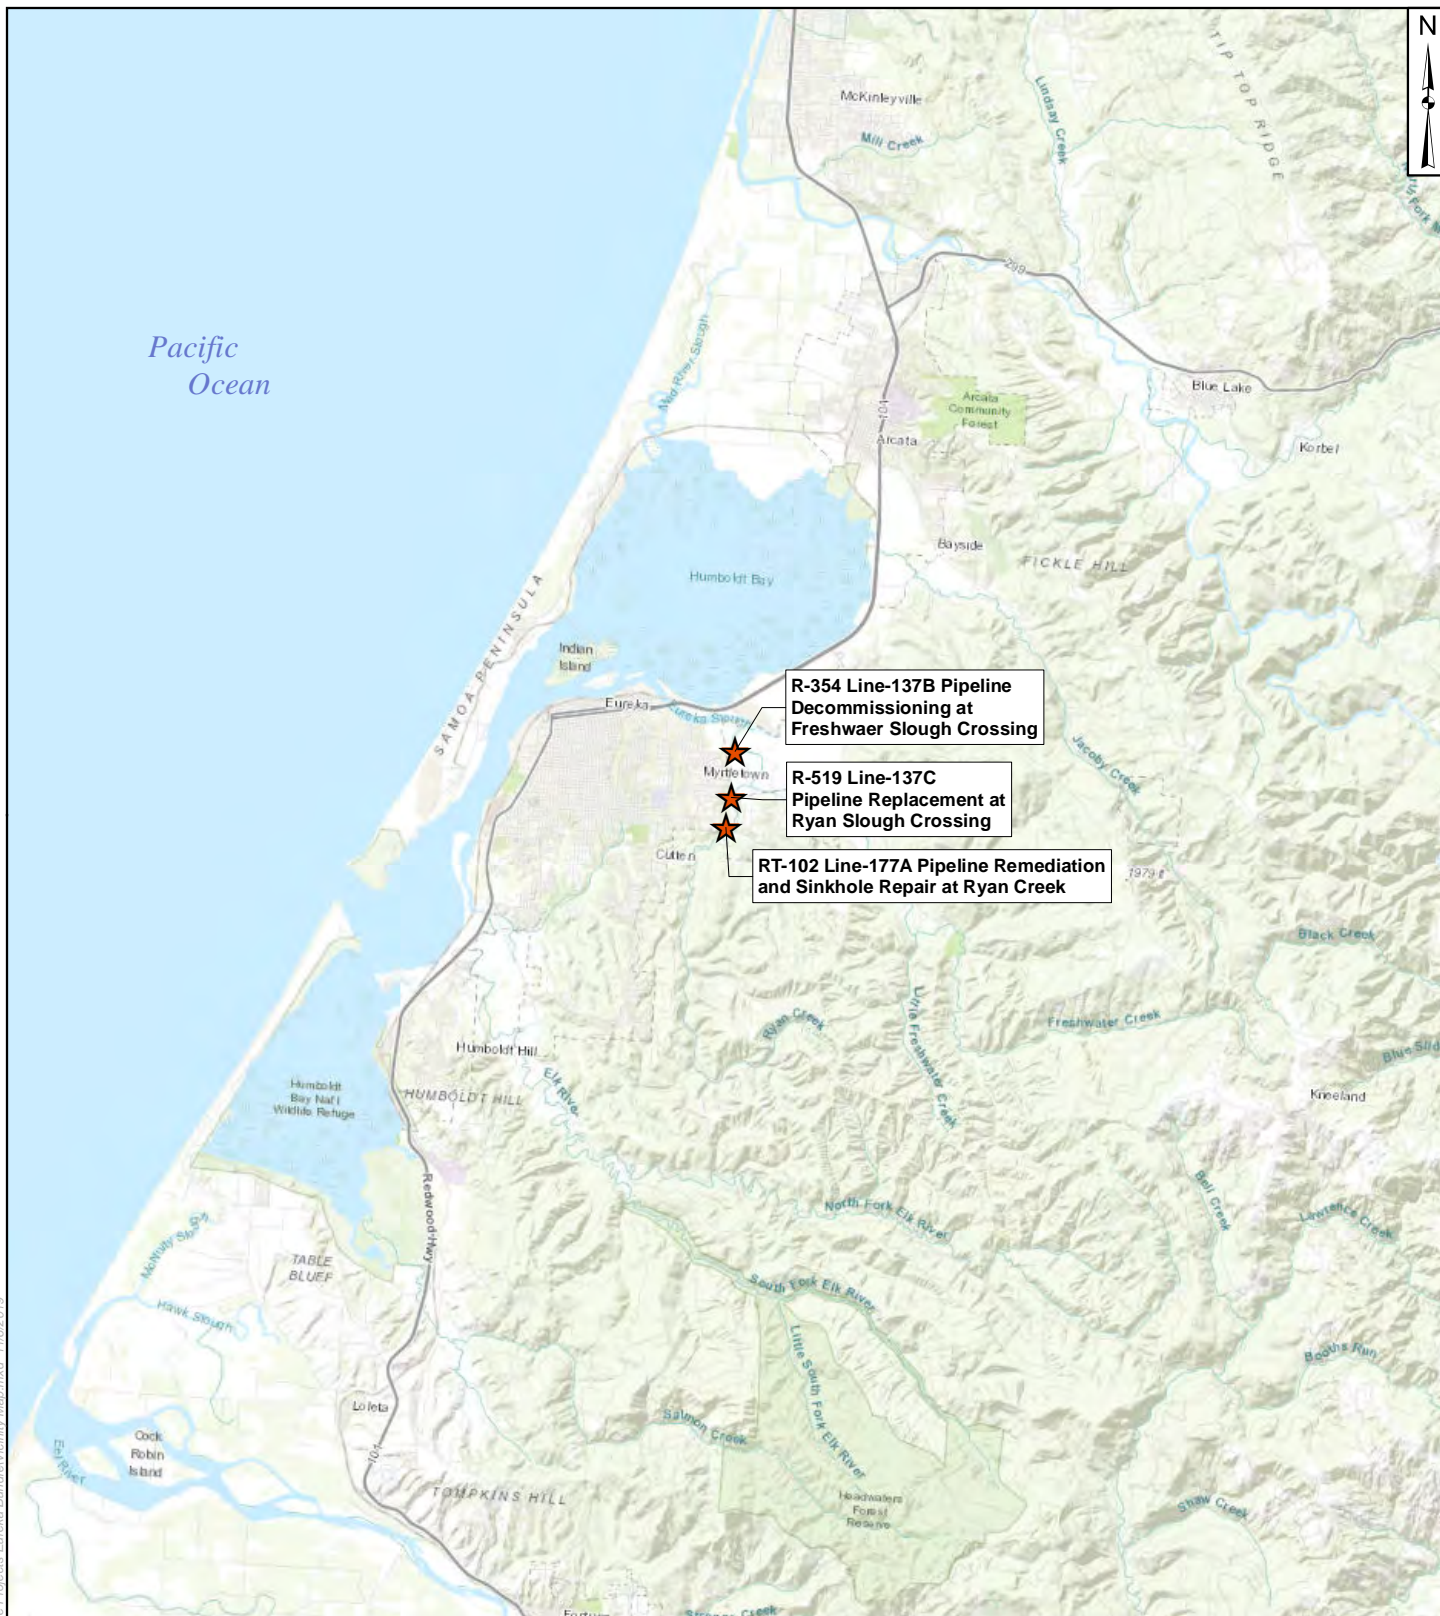 N
TIP TOP RIDGE
McKinleyville
Lindsay Creek
Mill Creek
299
Pacific
Ocean
Mad River Slough
Blue Lake
101
Arcata
Community
Forest
Arcata
Korbel
Bayside
FICKLE HILL
Humboldt Bay
SAMOA PENINSULA
Indian
Island
R-354 Line-137B Pipeline
Decommissioning at
Freshwaer Slough Crossing
Eureka
Eureka Slough
Jacoby Creek
Myrtletown
R-519 Line-137C
Pipeline Replacement at
Ryan Slough Crossing
Cutten
RT-102 Line-177A Pipeline Remediation
and Sinkhole Repair at Ryan Creek
1979 ft
Black Creek
Ryan Creek
Little Freshwater Creek
Freshwater Creek
Humboldt Hill
Elk River
Humboldt
Bay Nat'l
Wildlife Refuge
HUMBOLDT HILL
Kneeland
Redwood Hwy
Bell Creek
North Fork Elk River
Lawrence Creek
McNulty Slough
TABLE
BLUFF
South Fork Elk River
Hawk Slough
Little South Fork Elk River
Booths Run
Loleta
Salmon Creek
Cock
Robin
Island
Eel River
101
TOMPKINS HILL
Headwaters
Forest
Reserve
Shaw Creek